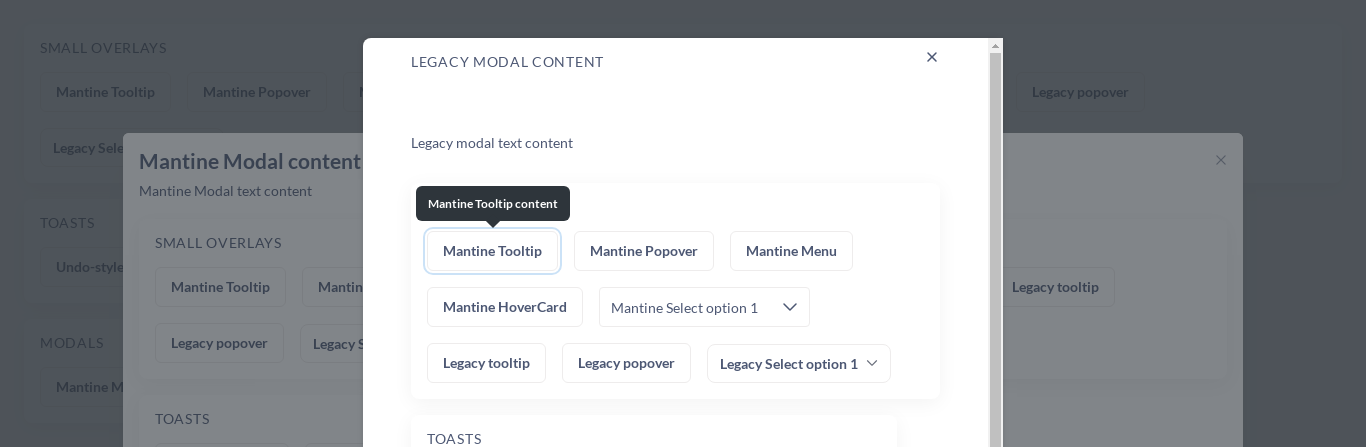 SMALL OVERLAYS
Mantine Tooltip
Mantine Popover
Legacy popover
Legacy Sele
TOASTS
Undo-style
MODALS
Mantine M
Mantine Modal content
Mantine Modal text content
SMALL OVERLAYS
Mantine Tooltip
Mantin
Legacy tooltip
Legacy popover
Legacy S
TOASTS
LEGACY MODAL CONTENT
Legacy modal text content
Mantine Tooltip content
Mantine Tooltip
Mantine Popover
Mantine Menu
Mantine HoverCard
Mantine Select option 1
Legacy tooltip
Legacy popover
Legacy Select option 1
TOASTS